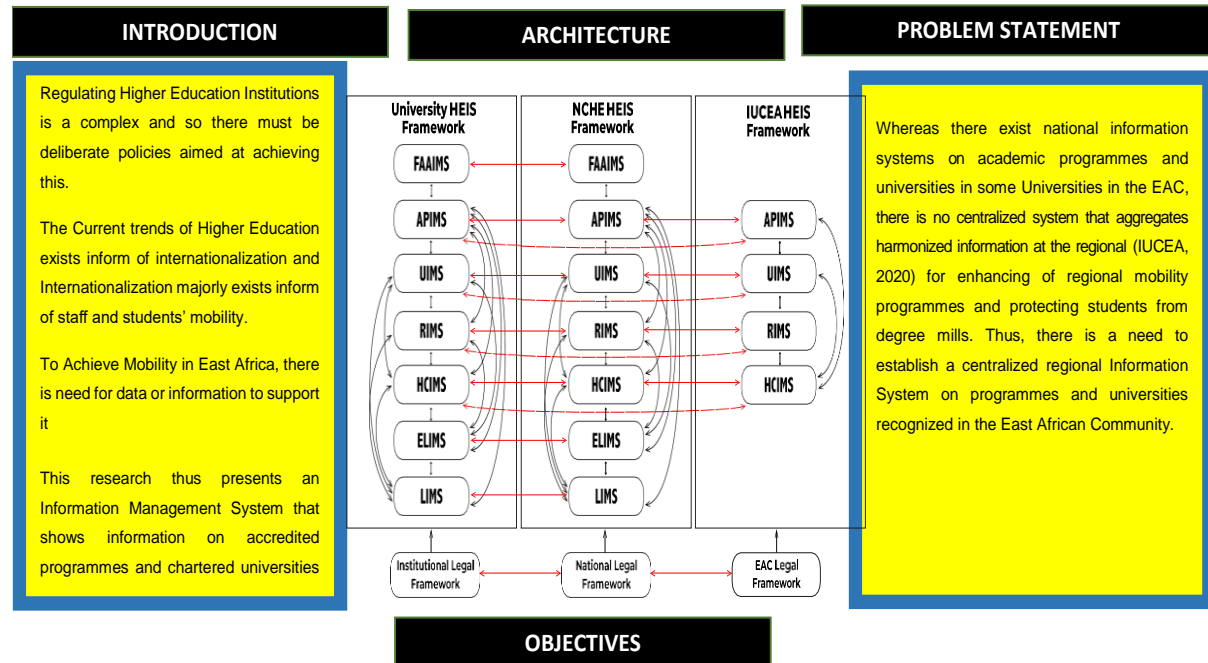 INTRODUCTION
Regulating Higher Education Institutions
is a complex and so there must be
deliberate policies aimed at achieving
this.
The Current trends of Higher Education
exists inform of internationalization and
Internationalization majorly exists inform
of staff and students’ mobility.
To Achieve Mobility in East Africa, there
is need for data or information to support
it
This research thus presents an
Information Management System that
shows information on accredited
programmes and chartered universities
ARCHITECTURE
University HEIS
Framework
FAAIMS
APIMS
UIMS
RIMS
HCIMS
ELIMS
LIMS
Institutional Legal
Framework
NCHE HEIS
Framework
FAAIMS
APIMS
UIMS
RIMS
HCIMS
ELIMS
LIMS
National Legal
Framework
IUCEA HEIS
Framework
APIMS
UIMS
RIMS
HCIMS
EAC Legal
Framework
PROBLEM STATEMENT
Whereas there exist national information
systems on academic programmes and
universities in some Universities in the EAC,
there is no centralized system that aggregates
harmonized information at the regional (IUCEA,
2020) for enhancing of regional mobility
programmes and protecting students from
degree mills. Thus, there is a need to
establish a centralized regional Information
System on programmes and universities
recognized in the East African Community.
OBJECTIVES